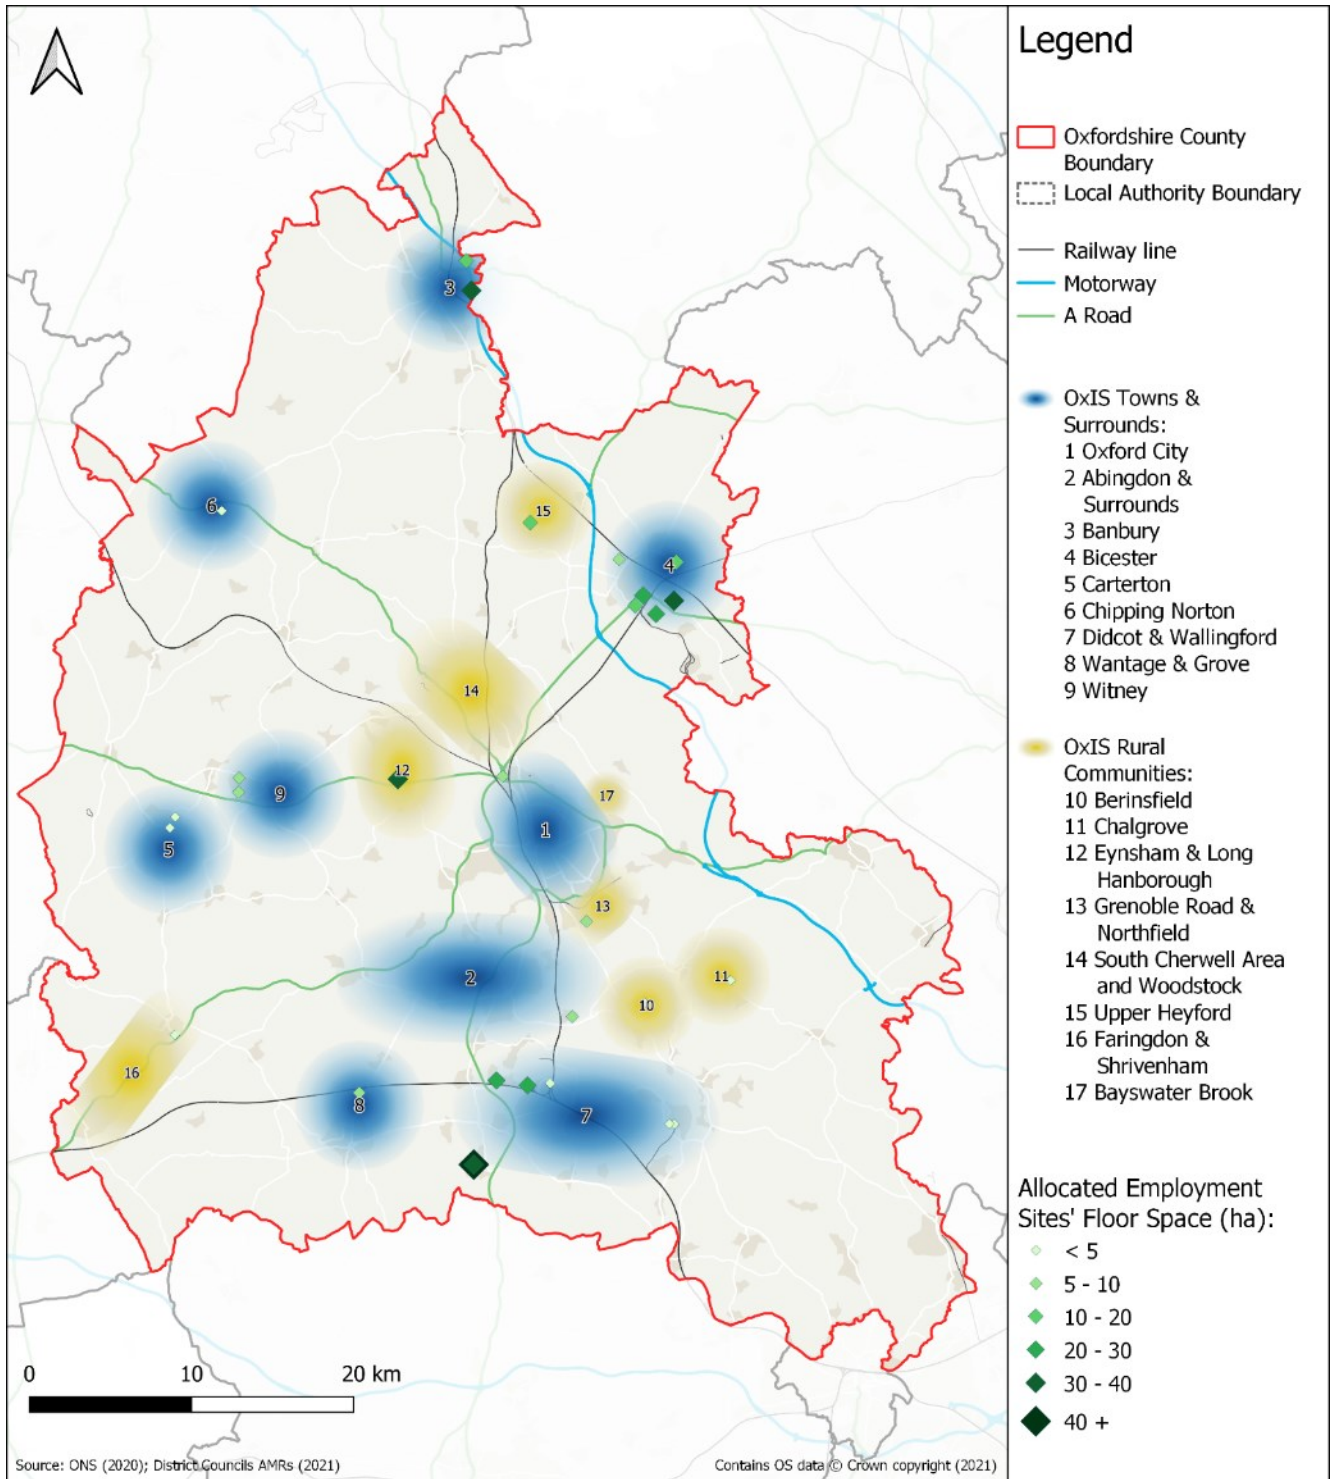 3
6
15
4
14
12
9
17
1
5
13
2
11
10
16
8
7
0
10
20 km
Source: ONS (2020); District Councils AMRs (2021)
Contains OS data © Crown copyright (2021)
Legend
Oxfordshire County
Boundary
Local Authority Boundary
Railway line
Motorway
A Road
OxIS Towns &
Surrounds:
1 Oxford City
2 Abingdon &
Surrounds
3 Banbury
4 Bicester
5 Carterton
6 Chipping Norton
7 Didcot & Wallingford
8 Wantage & Grove
9 Witney
OxIS Rural
Communities:
10 Berinsfield
11 Chalgrove
12 Eynsham & Long
Hanborough
13 Grenoble Road &
Northfield
14 South Cherwell Area
and Woodstock
15 Upper Heyford
16 Faringdon &
Shrivenham
17 Bayswater Brook
Allocated Employment
Sites' Floor Space (ha):
< 5
5 - 10
10 - 20
20 - 30
30 - 40
40 +